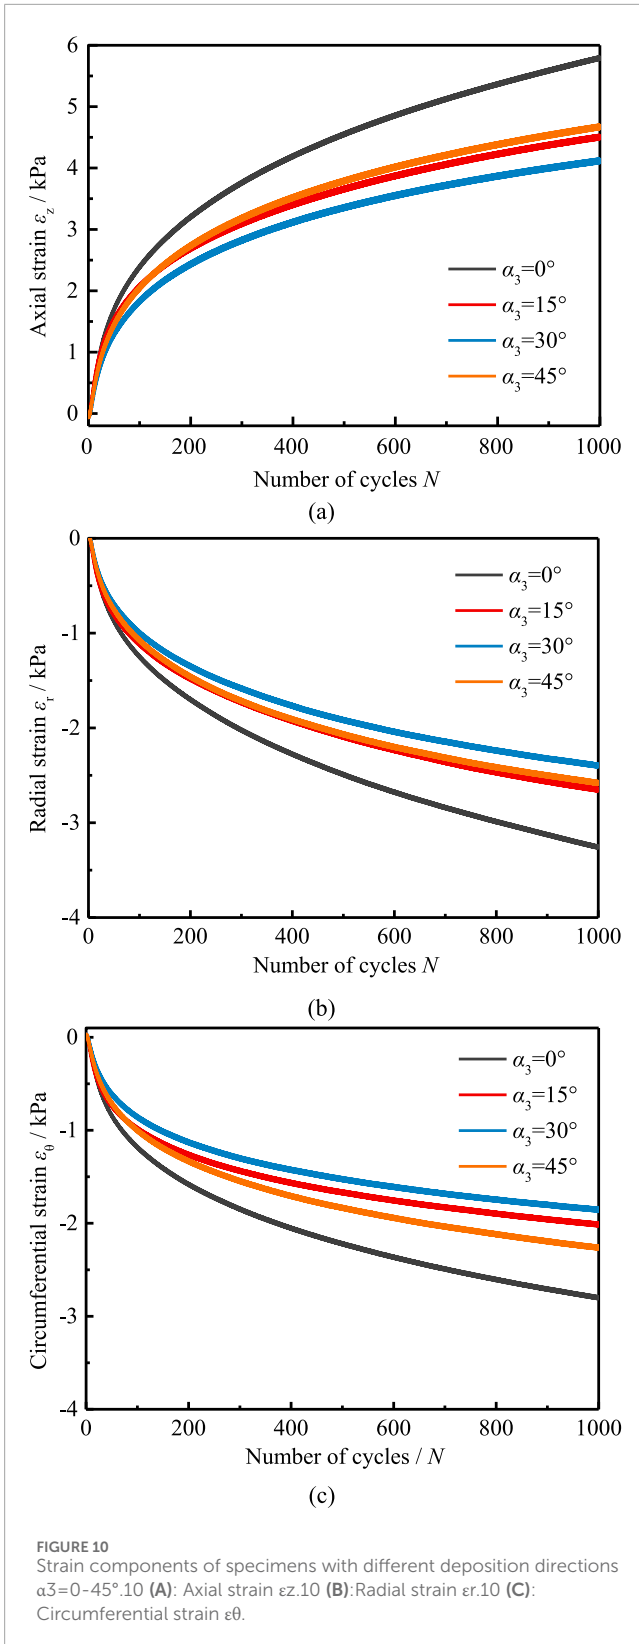 6
5
4
3
2
1
0
Axial strain εz / kPa
α3=0°
α3=15°
α3=30°
α3=45°
0 200 400 600 800 1000
Number of cycles N
(a)
0
-1
-2
-3
-4
Radial strain εr / kPa
α3=0°
α3=15°
α3=30°
α3=45°
0 200 400 600 800 1000
Number of cycles N
(b)
0
-1
-2
-3
-4
Circumferential strain εθ / kPa
α3=0°
α3=15°
α3=30°
α3=45°
0 200 400 600 800 1000
Number of cycles / N
(c)
FIGURE 10
Strain components of specimens with different deposition directions
α3=0-45°.10 (A): Axial strain εz.10 (B):Radial strain εr.10 (C):
Circumferential strain εθ.